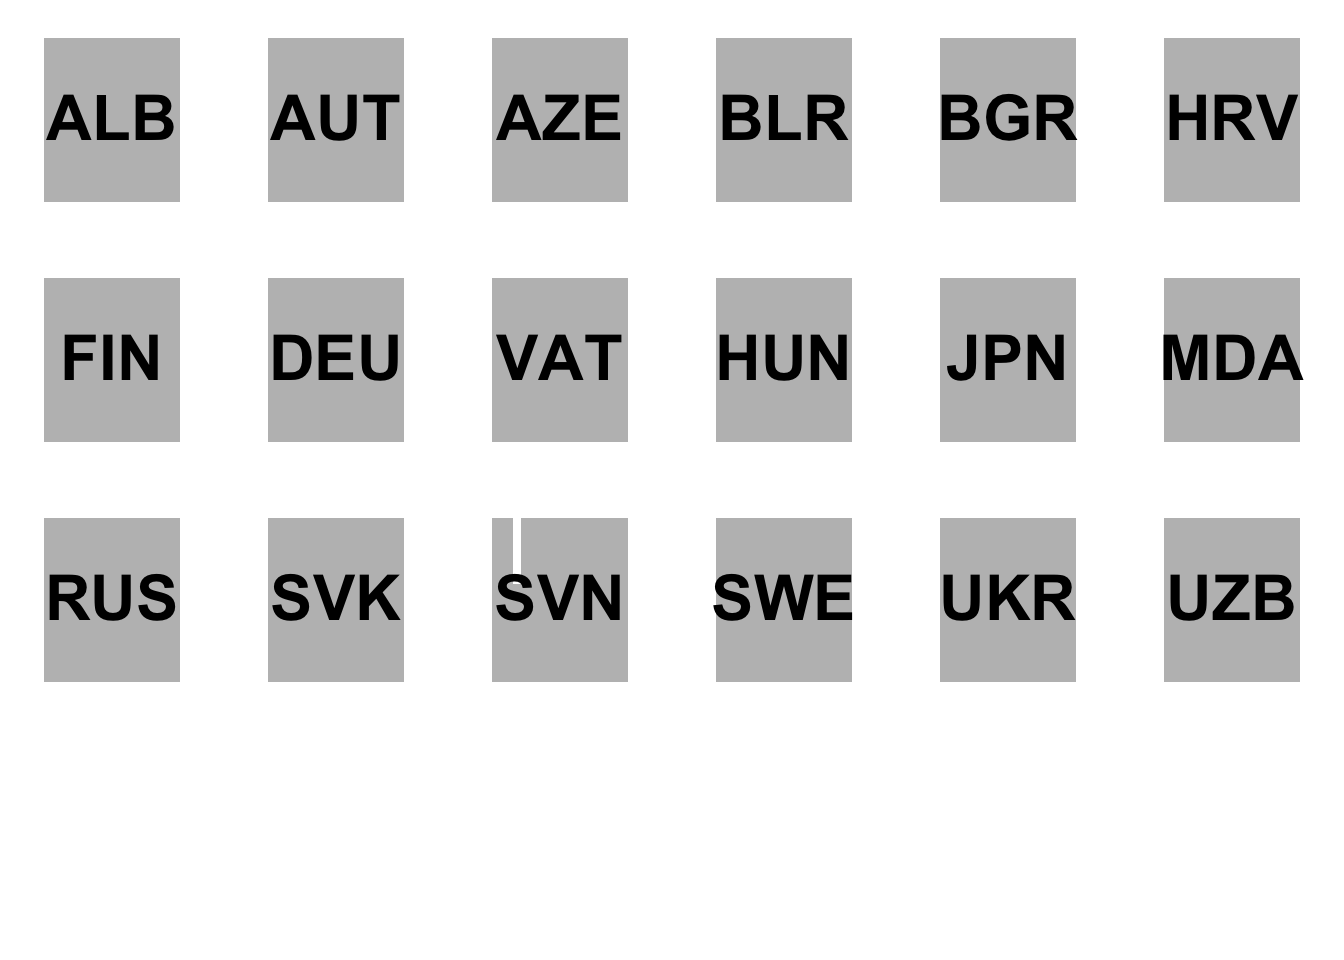 ALB AUT AZE BLR BGR HRV
FIN DEU VAT HUN JPN MDA
RUS SVK SVN SWE UKR UZB